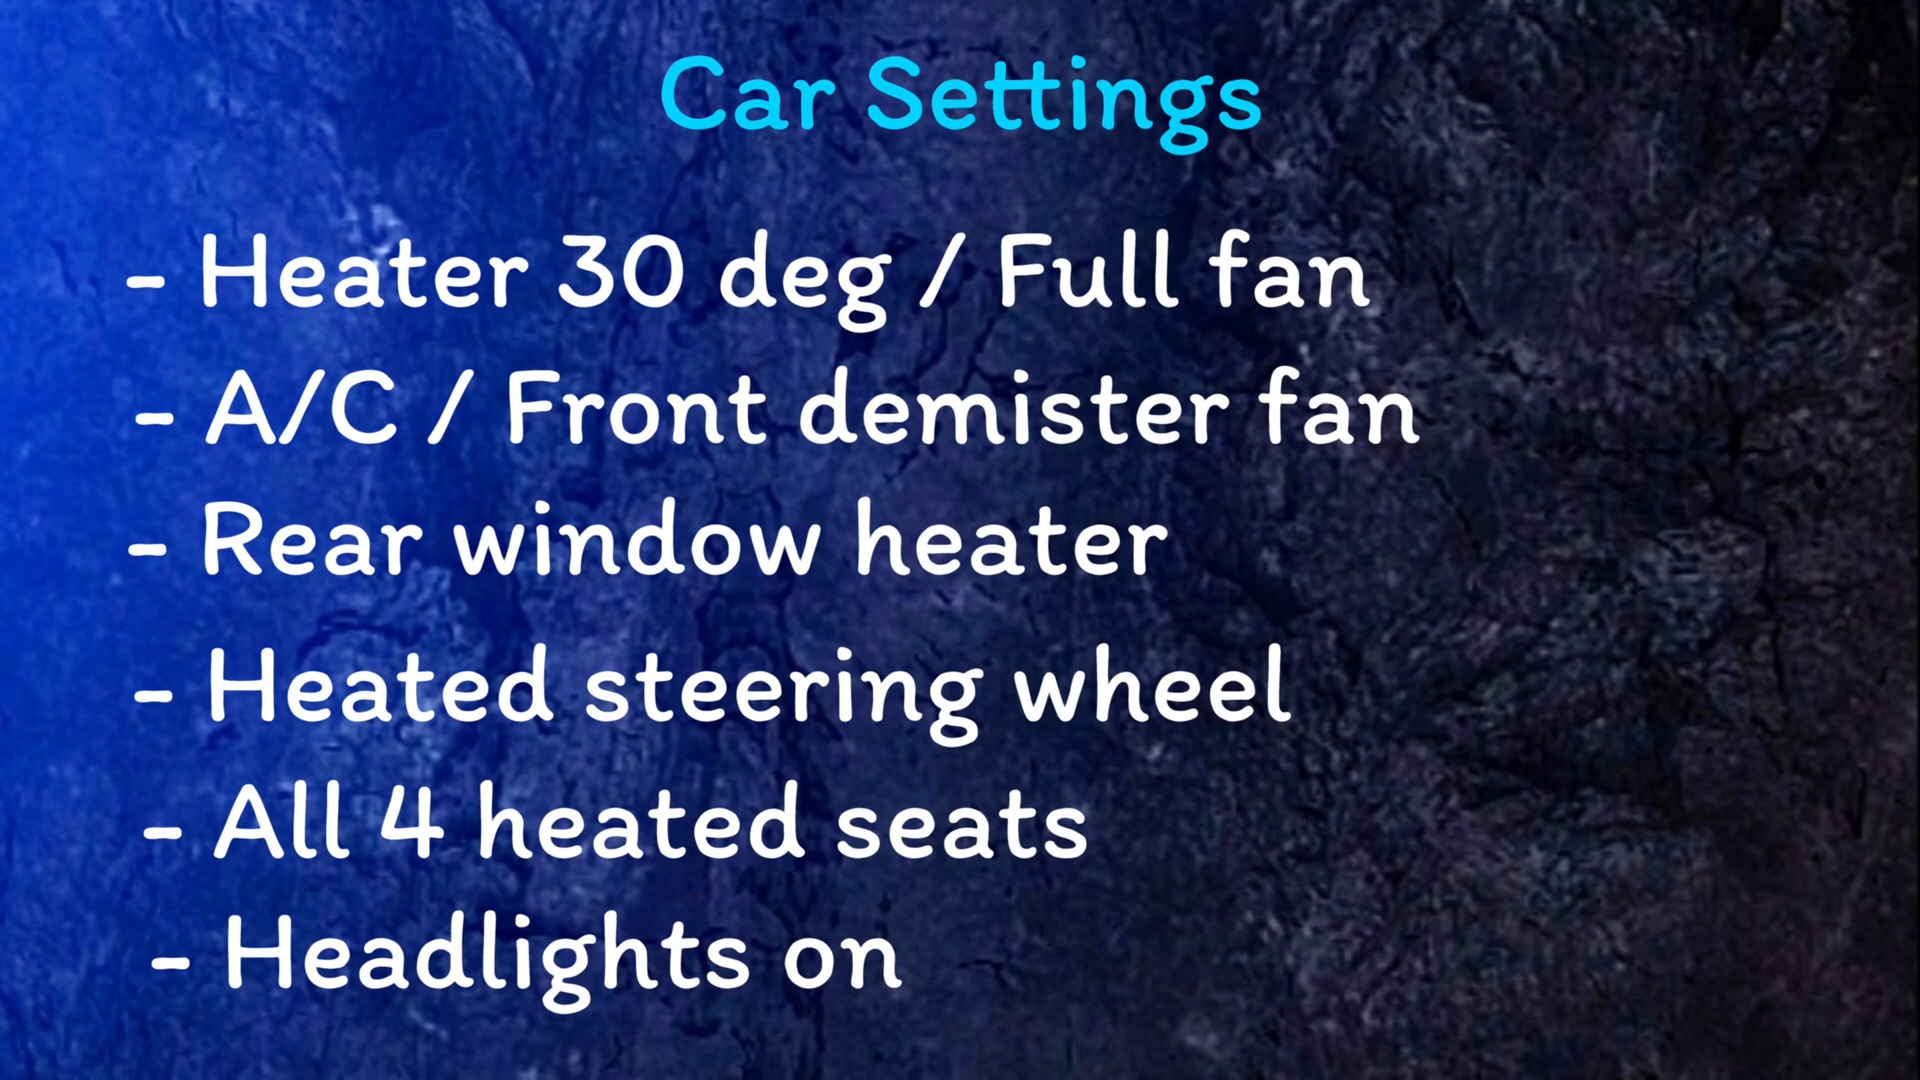 Car Settings
- Heater 30 deg / Full fan
- A/C / Front demister fan
- Rear window heater
- Heated steering wheel
- All 4 heated seats
- Headlights on